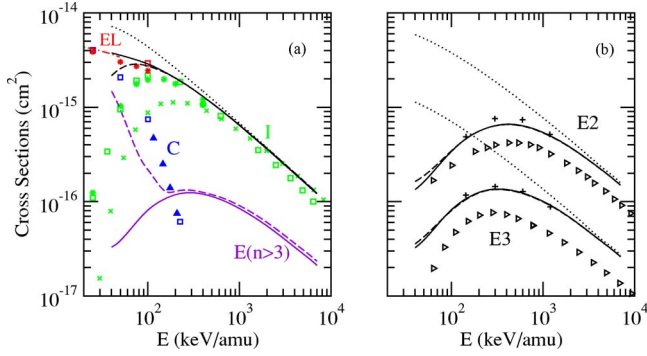 10^-14
EL
(a)
(b)
10^-15
I
E2
C
10^-16
E3
E(n>3)
10^-17
10^2
10^3
10^4
10^2
10^3
10^4
Cross Sections (cm^2)
E (keV/amu)
E (keV/amu)